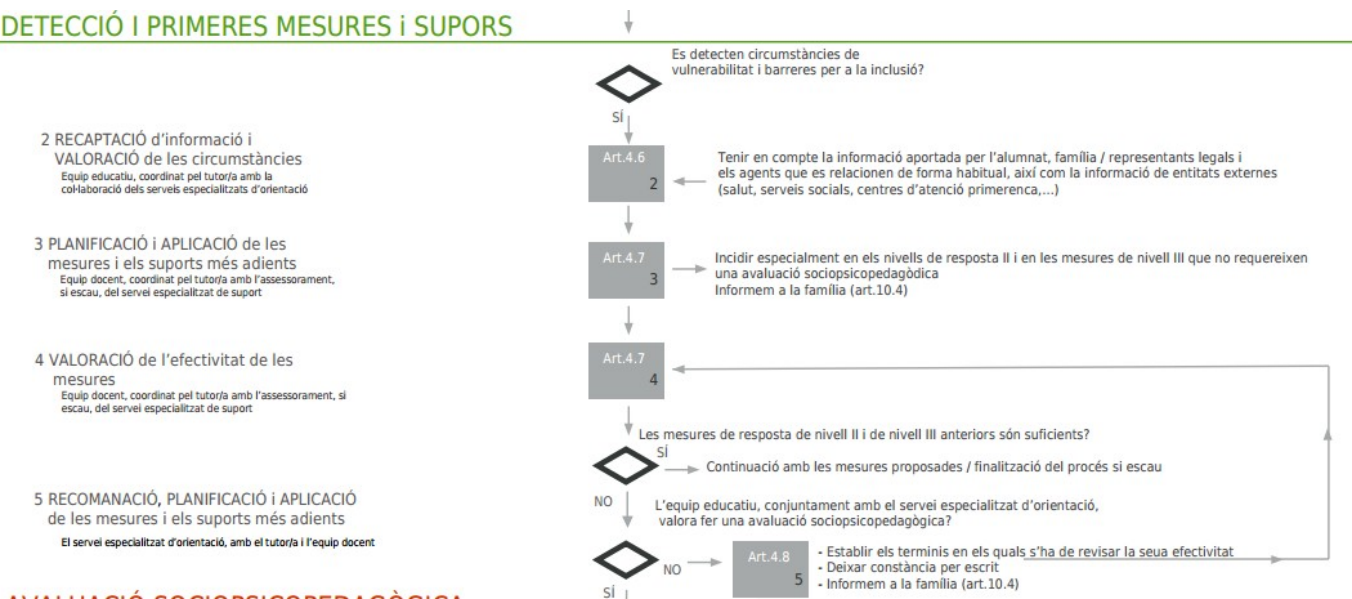 DETECCIÓ I PRIMERES MESURES i SUPORS
Es detecten circumstàncies de
vulnerabilitat i barreres per a la inclusió?
SÍ
2 RECAPTACIÓ d'informació i
VALORACIÓ de les circumstàncies
Equip educatiu, coordinat pel tutor/a amb la
col·laboració dels serveis especialitzats d'orientació
Art.4.6
2
Tenir en compte la informació aportada per l'alumnat, família / representants legals i
els agents que es relacionen de forma habitual, així com la informació de entitats externes
(salut, serveis socials, centres d'atenció primerenca,...)
3 PLANIFICACIÓ i APLICACIÓ de les
mesures i els suports més adients
Equip docent, coordinat pel tutor/a amb l'assessorament,
si escau, del servei especialitzat de suport
Art.4.7
3
Incidir especialment en els nivells de resposta II i en les mesures de nivell III que no requereixen
una avaluació sociopsicopedagòdica
Informem a la família (art.10.4)
4 VALORACIÓ de l'efectivitat de les
mesures
Equip docent, coordinat pel tutor/a amb l'assessorament, si
escau, del servei especialitzat de suport
Art.4.7
4
Les mesures de resposta de nivell II i de nivell III anteriors són suficients?
SÍ
Continuació amb les mesures proposades / finalització del procés si escau
NO
L'equip educatiu, conjuntament amb el servei especialitzat d'orientació,
valora fer una avaluació sociopsicopedagògica?
5 RECOMANACIÓ, PLANIFICACIÓ i APLICACIÓ
de les mesures i els suports més adients
El servei especialitzat d'orientació, amb el tutor/a i l'equip docent
NO
Art.4.8
5
- Establir els terminis en els quals s'ha de revisar la seua efectivitat
- Deixar constància per escrit
- Informem a la família (art.10.4)
SÍ
AVALUACIÓ SOCIOPSICOPEDAGÒGICA